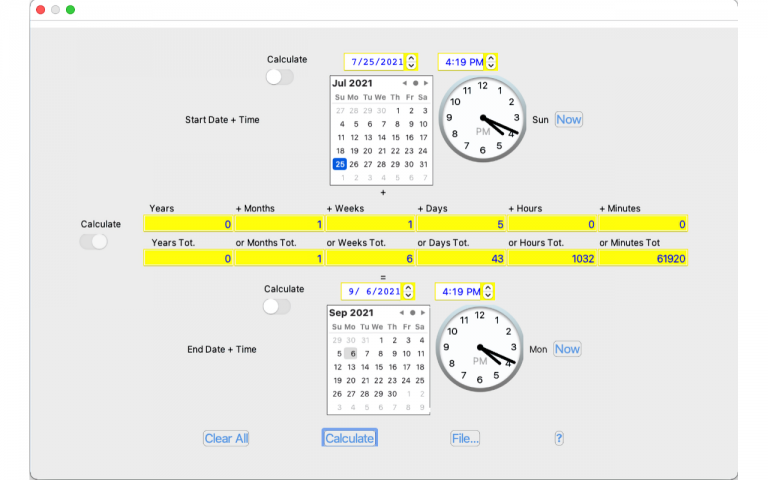 Calculate
7/25/2021 4:19 PM
Jul 2021
Su Mo Tu We Th Fr Sa
27 28 29 30 1 2 3
4 5 6 7 8 9 10
11 12 13 14 15 16 17
18 19 20 21 22 23 24
25 26 27 28 29 30 31
1 2 3 4 5 6 7
12 1 2 3 4 5 6 7 8 9 10 11
PM
Start Date + Time
Sun Now
+
Years + Months + Weeks + Days + Hours + Minutes
Calculate
0 1 1 5 0 0
Years Tot. or Months Tot. or Weeks Tot. or Days Tot. or Hours Tot. or Minutes Tot
0 1 6 43 1032 61920
=
Calculate
9/ 6/2021 4:19 PM
Sep 2021
Su Mo Tu We Th Fr Sa
29 30 31 1 2 3 4
5 6 7 8 9 10 11
12 13 14 15 16 17 18
19 20 21 22 23 24 25
26 27 28 29 30 1 2
3 4 5 6 7 8 9
12 1 2 3 4 5 6 7 8 9 10 11
PM
End Date + Time
Mon Now
Clear All Calculate File... ?